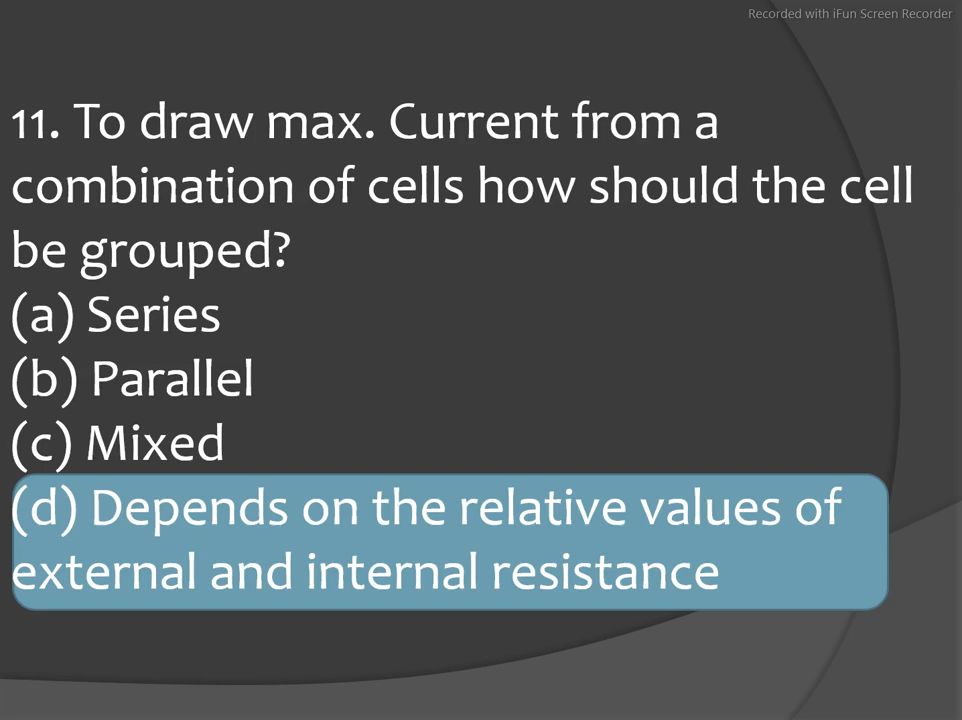 Recorded with iFun Screen Recorder
11. To draw max. Current from a
combination of cells how should the cell
be grouped?
(a) Series
(b) Parallel
(c) Mixed
(d) Depends on the relative values of
external and internal resistance